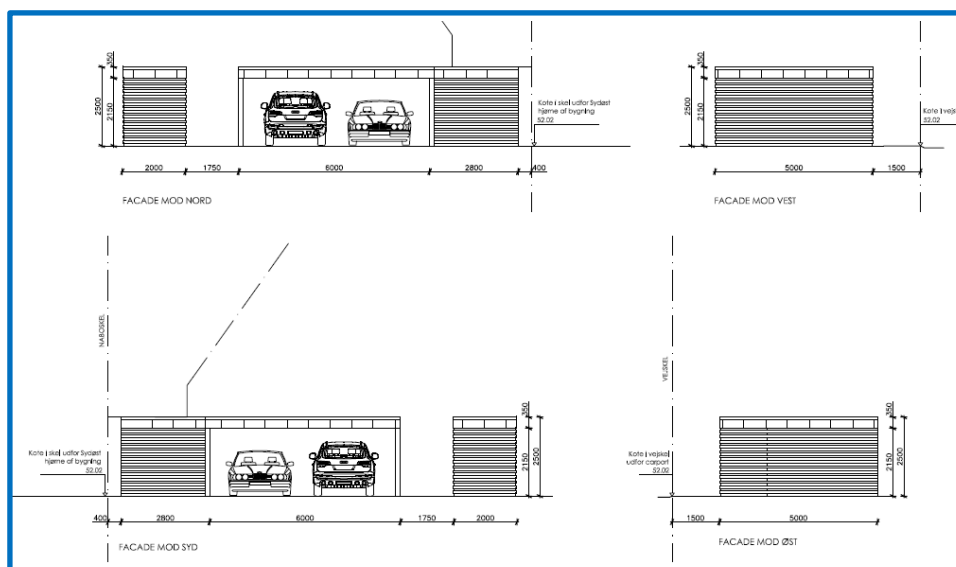 350
2500
2150
Kote i skel udfor Sydøst
hjørne af bygning
52.02
2000
1750
6000
2800
400
FACADE MOD NORD
350
2500
2150
Kote i vejs
52.02
5000
1500
FACADE MOD VEST
NABOSKEL
Kote i skel udfor Sydøst
hjørne af bygning
52.02
350
2150
2500
400
2800
6000
1750
2000
FACADE MOD SYD
VEJSKEL
Kote i vejskel
udfor carport
52.02
350
2150
2500
1500
5000
FACADE MOD ØST